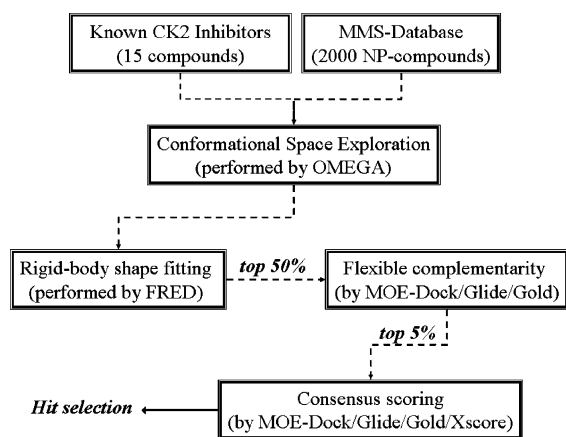 Known CK2 Inhibitors
(15 compounds)
MMS-Database
(2000 NP-compounds)
Conformational Space Exploration
(performed by OMEGA)
Rigid-body shape fitting
(performed by FRED)
top 50%
Flexible complementarity
(by MOE-Dock/Glide/Gold)
top 5%
Consensus scoring
(by MOE-Dock/Glide/Gold/Xscore)
Hit selection